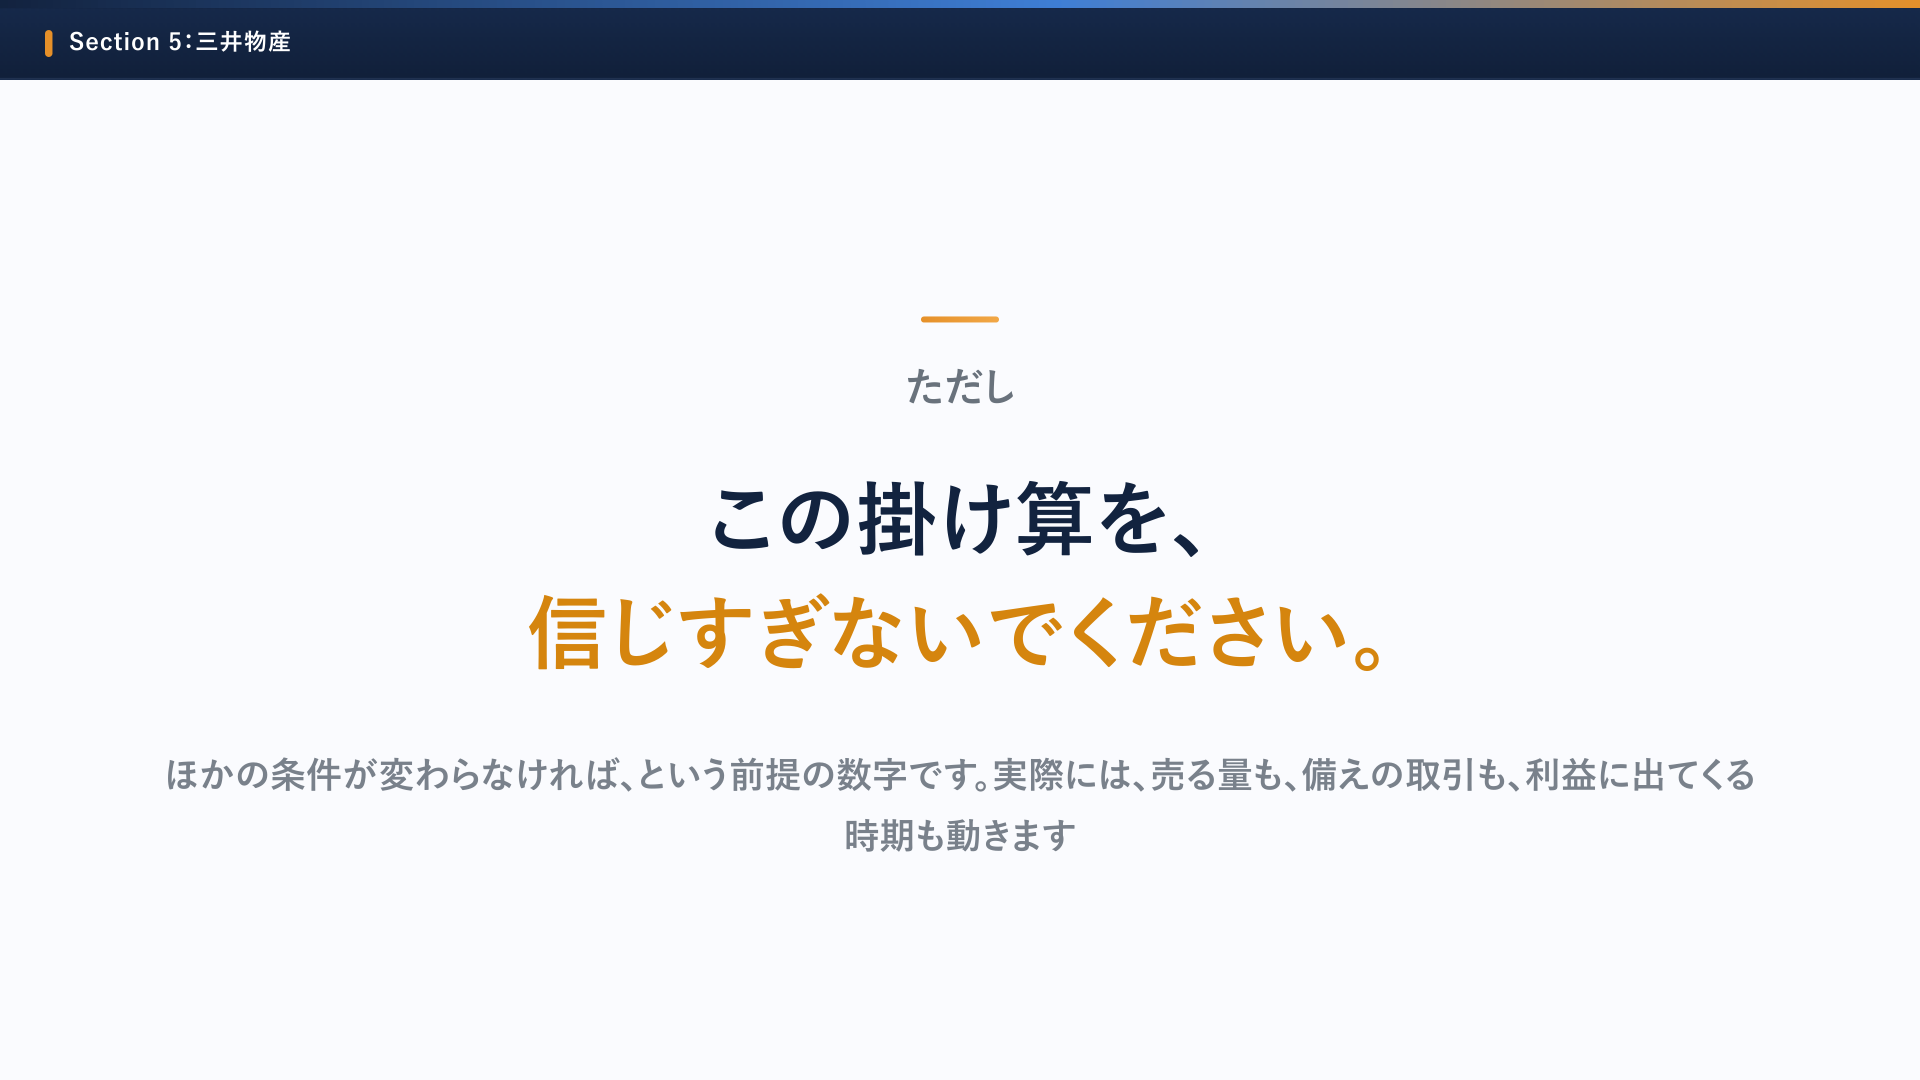 Section 5：三井物産
ただし
この掛け算を、
信じすぎないでください。
ほかの条件が変わらなければ、という前提の数字です。実際には、売る量も、備えの取引も、利益に出てくる
時期も動きます